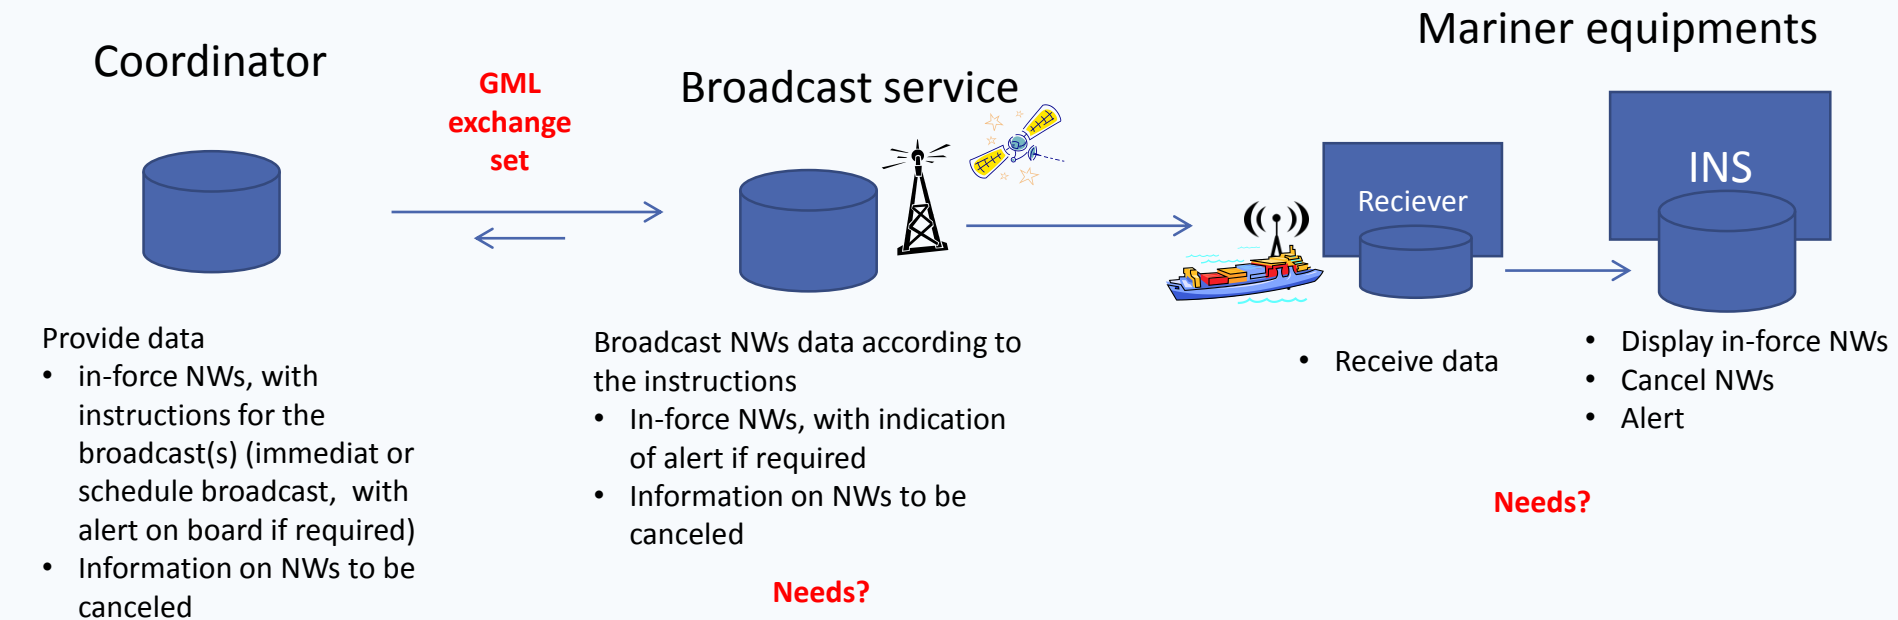 Coordinator
GML
exchange
set
Broadcast service
Mariner equipments
Reciever
INS
Provide data
• in-force NWs, with
instructions for the
broadcast(s) (immediat or
schedule broadcast, with
alert on board if required)
• Information on NWs to be
canceled
Broadcast NWs data according to
the instructions
• In-force NWs, with indication
of alert if required
• Information on NWs to be
canceled
Needs?
• Receive data
• Display in-force NWs
• Cancel NWs
• Alert
Needs?